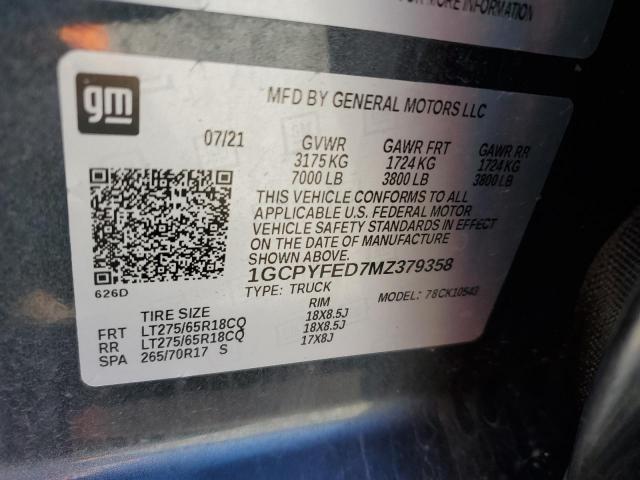 FOR MORE INFORMATION
gm
MFD BY GENERAL MOTORS LLC
07/21 GVWR GAWR FRT GAWR RR
3175 KG 1724 KG 1724 KG
7000 LB 3800 LB 3800 LB
THIS VEHICLE CONFORMS TO ALL
APPLICABLE U.S. FEDERAL MOTOR
VEHICLE SAFETY STANDARDS IN EFFECT
ON THE DATE OF MANUFACTURE
SHOWN ABOVE.
1GCPYFED7MZ379358
626D
TYPE: TRUCK MODEL: 78CK10543
TIRE SIZE RIM
FRT LT275/65R18CQ 18X8.5J
RR LT275/65R18CQ 18X8.5J
SPA 265/70R17 S 17X8J